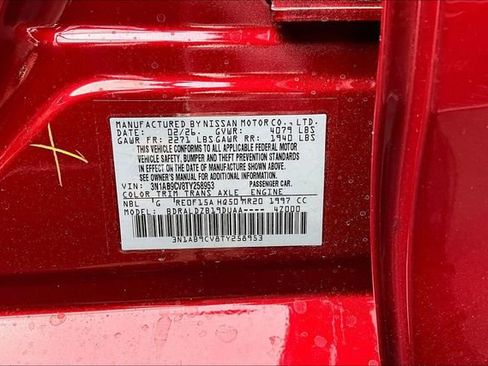 MANUFACTURED BY NISSAN MOTOR CO., LTD.
DATE: 02/26. GVWR: 4079 LBS
GAWR FR: 2271 LBS GAWR RR: 1940 LBS
THIS VEHICLE CONFORMS TO ALL APPLICABLE FEDERAL MOTOR
VEHICLE SAFETY, BUMPER AND THEFT PREVENTION STANDARDS
IN EFFECT ON THE DATE OF MANUFACTURE SHOWN ABOVE.
SEE OWNER'S MANUAL FOR ADDITIONAL INFORMATION.
VIN: 3N1AB9CV8TY258953 PASSENGER CAR.
COLOR TRIM TRANS AXLE ENGINE
NBL G RE0F15A HG50 MR20 1997 CC
MODEL: BDRALDZB19DUAA---- 4Z000
3N1AB9CV8TY258953